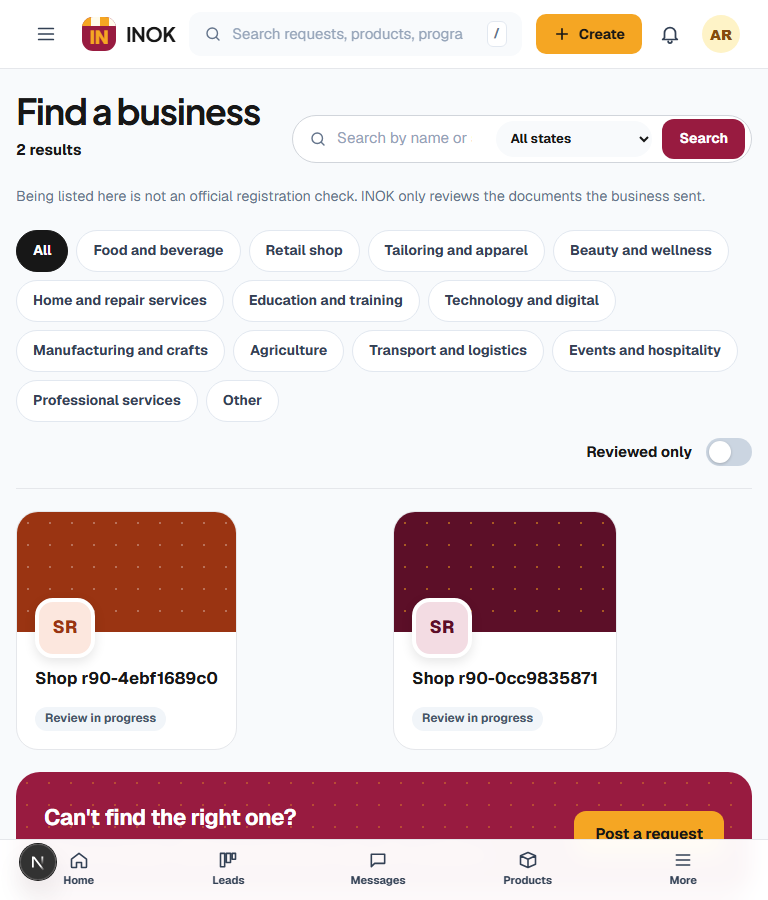 IN INOK Search requests, products, progra / + Create AR
Find a business
2 results
Search by name or All states Search
Being listed here is not an official registration check. INOK only reviews the documents the business sent.
All Food and beverage Retail shop Tailoring and apparel Beauty and wellness
Home and repair services Education and training Technology and digital
Manufacturing and crafts Agriculture Transport and logistics Events and hospitality
Professional services Other
Reviewed only
SR SR
Shop r90-4ebf1689c0 Shop r90-0cc9835871
Review in progress Review in progress
Can't find the right one?
Post a request
N
Home Leads Messages Products More